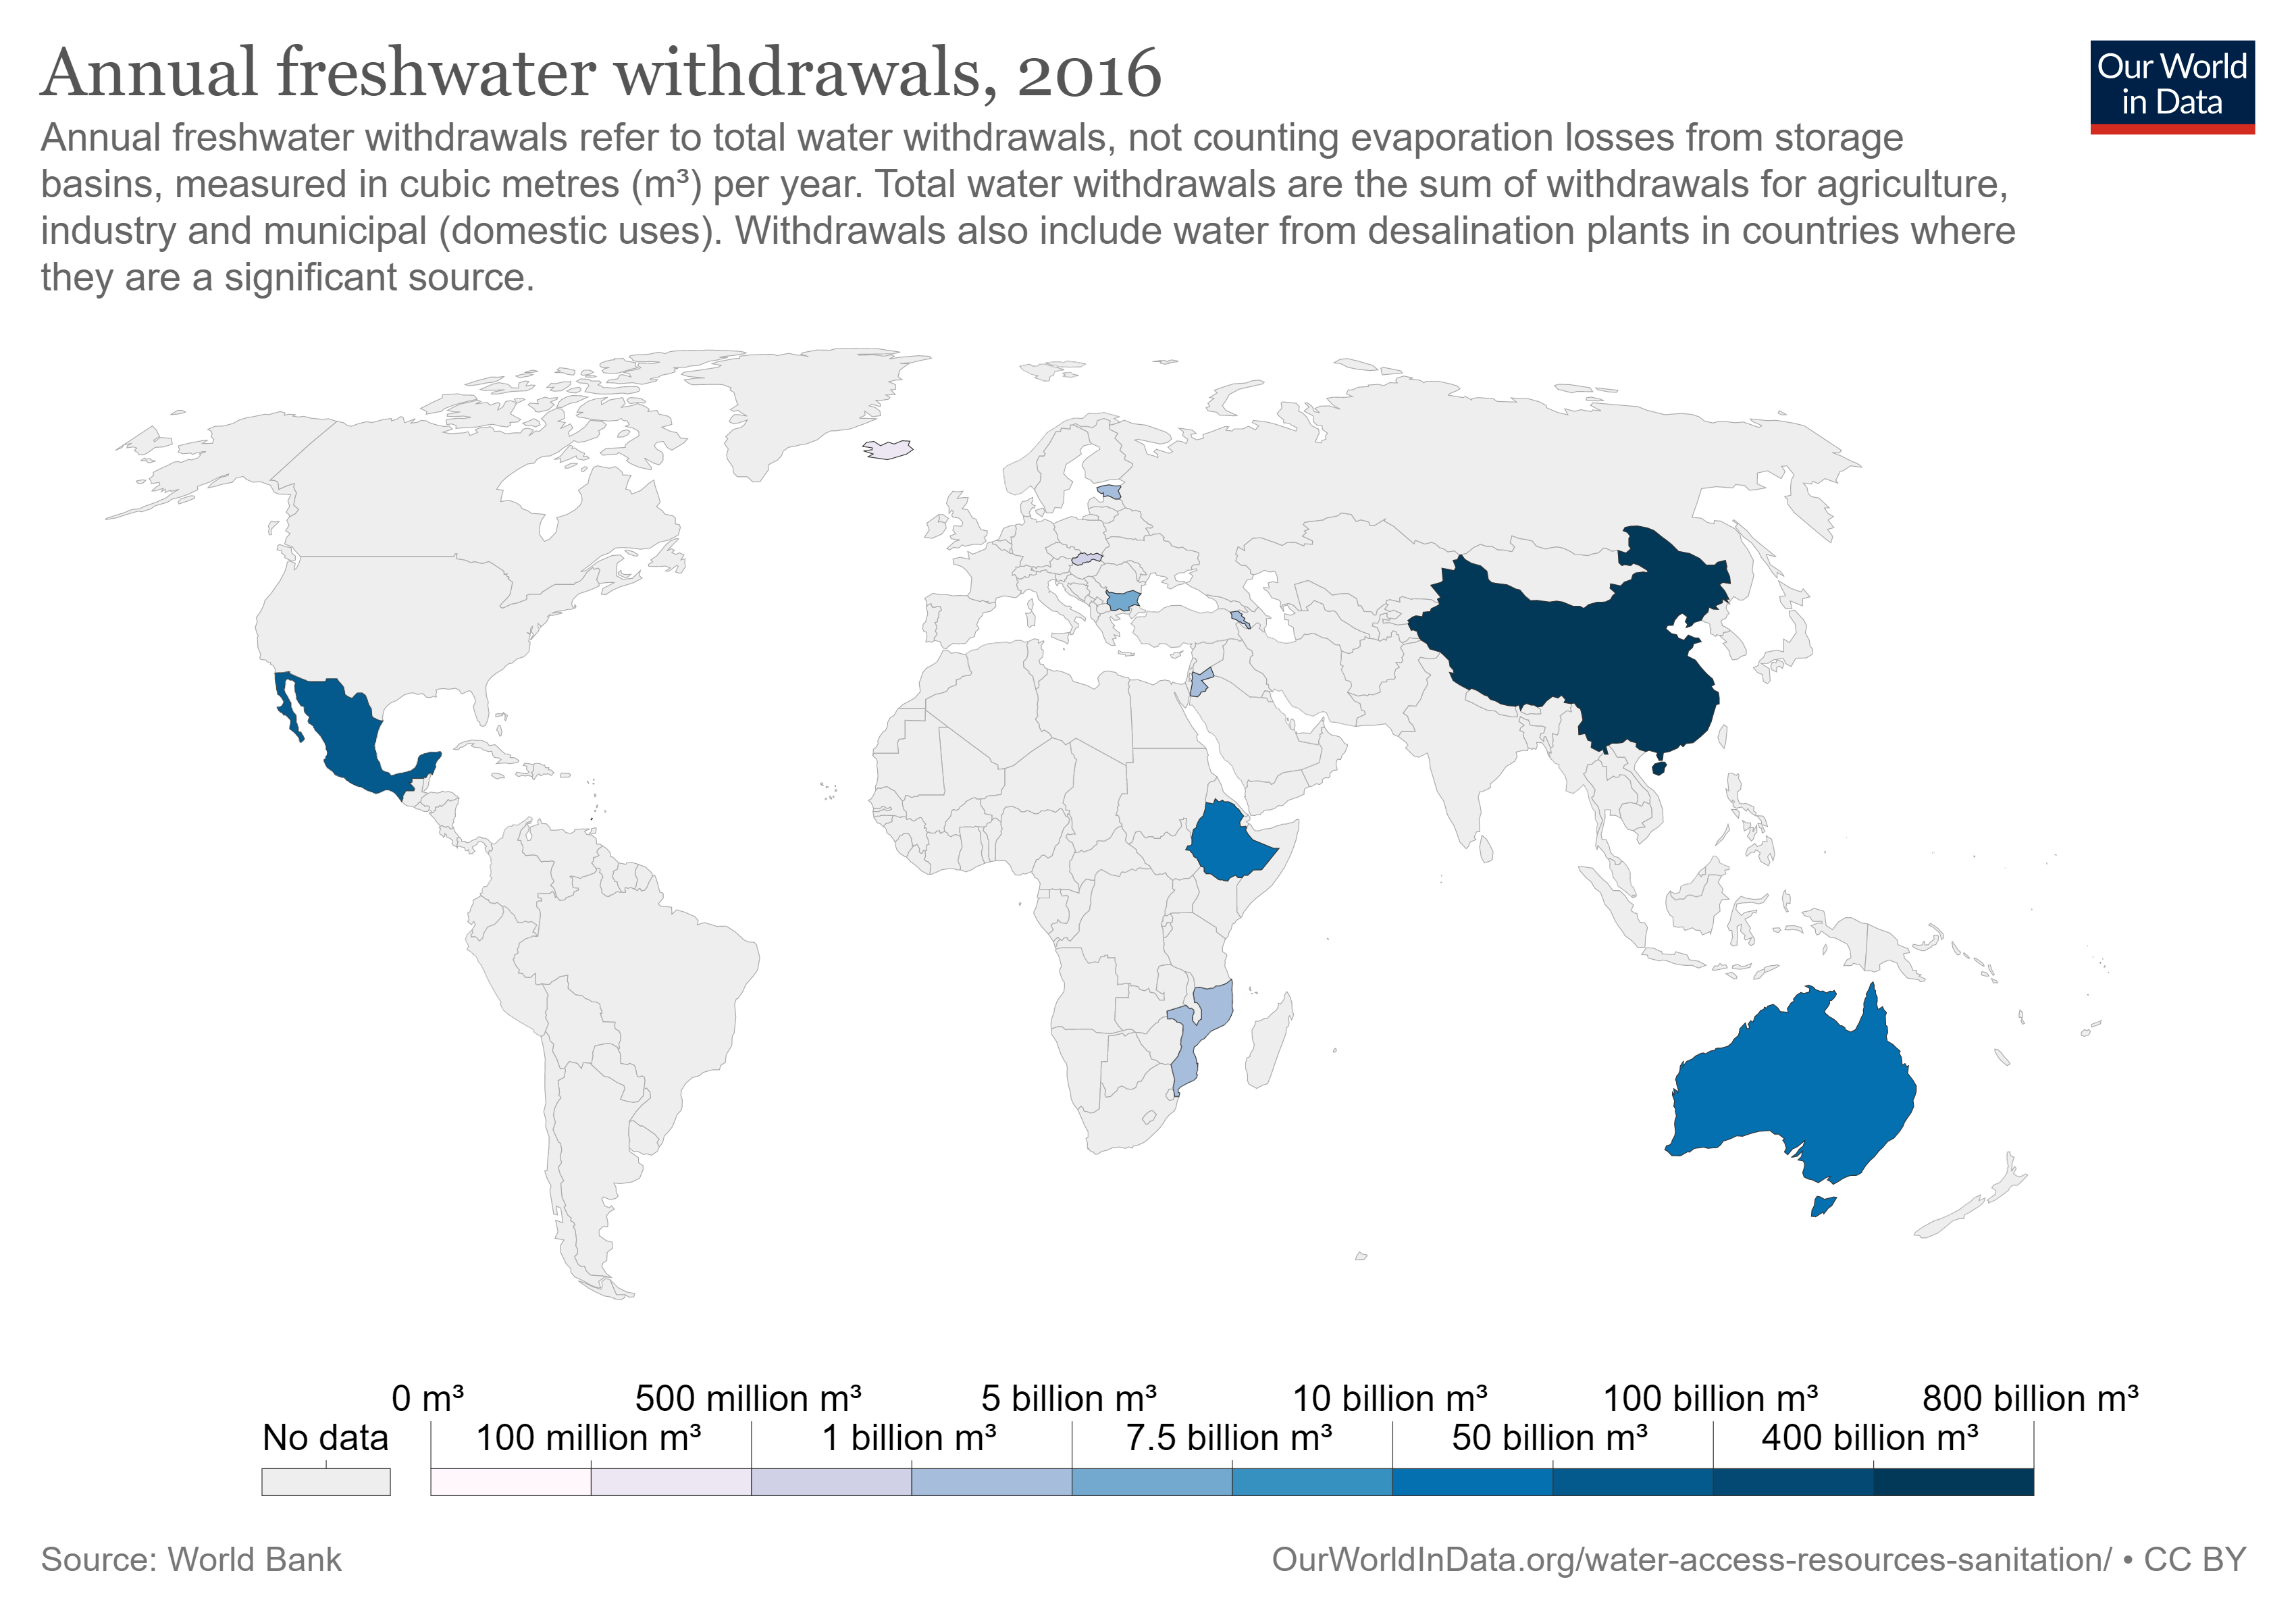 Annual freshwater withdrawals, 2016
Our World
in Data
Annual freshwater withdrawals refer to total water withdrawals, not counting evaporation losses from storage
basins, measured in cubic metres (m³) per year. Total water withdrawals are the sum of withdrawals for agriculture,
industry and municipal (domestic uses). Withdrawals also include water from desalination plants in countries where
they are a significant source.
0 m³ 500 million m³ 5 billion m³ 10 billion m³ 100 billion m³ 800 billion m³
No data 100 million m³ 1 billion m³ 7.5 billion m³ 50 billion m³ 400 billion m³
Source: World Bank
OurWorldInData.org/water-access-resources-sanitation/ • CC BY